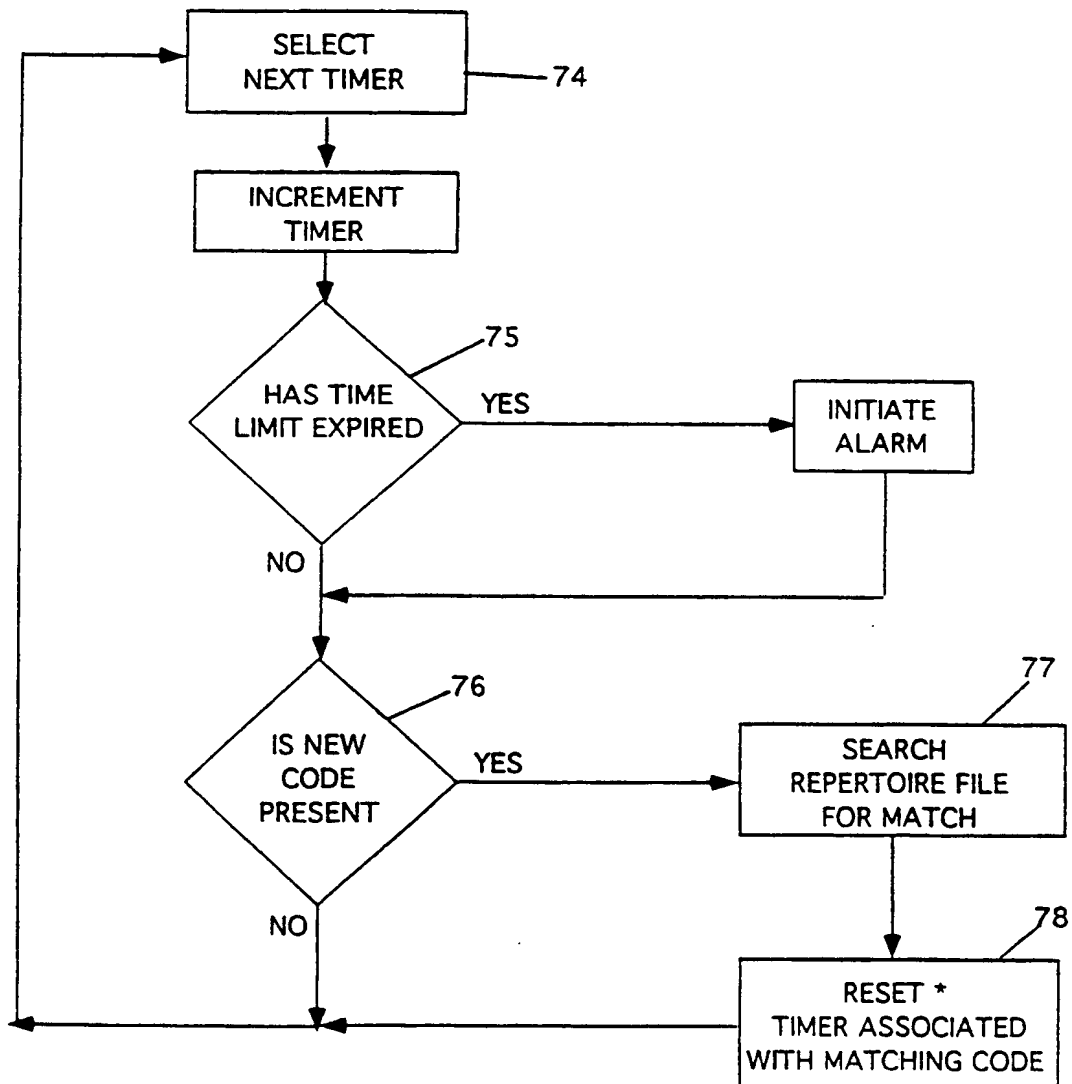 SELECT
NEXT TIMER
74
INCREMENT
TIMER
75
HAS TIME
LIMIT EXPIRED
YES
INITIATE
ALARM
NO
76
IS NEW
CODE
PRESENT
YES
77
SEARCH
REPERTOIRE FILE
FOR MATCH
NO
78
RESET *
TIMER ASSOCIATED
WITH MATCHING CODE